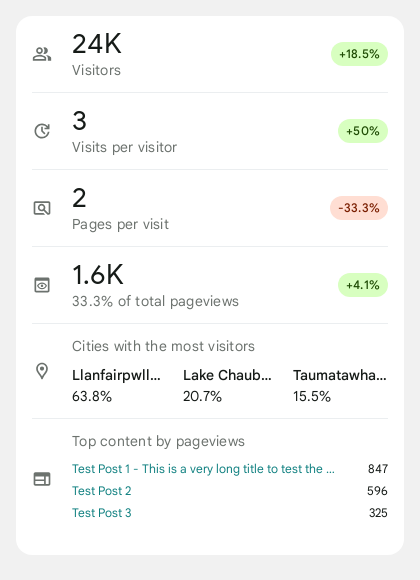 24K
+18.5%
Visitors
3
+50%
Visits per visitor
2
-33.3%
Pages per visit
1.6K
+4.1%
33.3% of total pageviews
Cities with the most visitors
Llanfairpwll... Lake Chaub... Taumatawha...
63.8% 20.7% 15.5%
Top content by pageviews
Test Post 1 - This is a very long title to test the ... 847
Test Post 2 596
Test Post 3 325